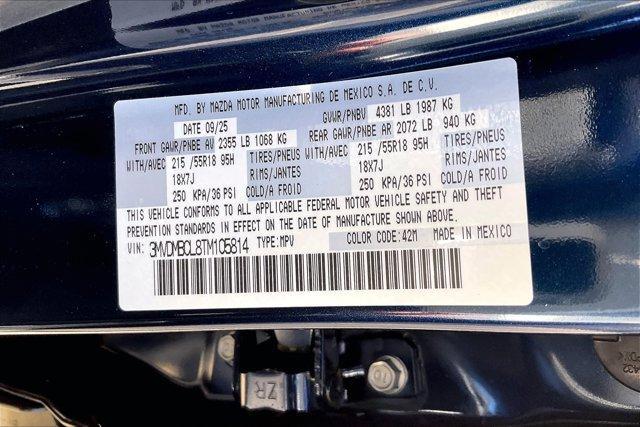 MFD. BY MAZDA MOTOR MANUFACTURING DE MEXICO S.A. DE C.V.
DATE 09/25 GVWR/PNBV 4381 LB 1987 KG
FRONT GAWR/PNBE AV 2355 LB 1068 KG REAR GAWR/PNBE AR 2072 LB 940 KG
WITH/AVEC 215 /55R18 95H TIRES/PNEUS WITH/AVEC 215 /55R18 95H TIRES/PNEUS
18X7J RIMS/JANTES 18X7J RIMS/JANTES
250 KPA/36 PSI COLD/A FROID 250 KPA/36 PSI COLD/A FROID
THIS VEHICLE CONFORMS TO ALL APPLICABLE FEDERAL MOTOR VEHICLE SAFETY AND THEFT
PREVENTION STANDARDS IN EFFECT ON THE DATE OF MANUFACTURE SHOWN ABOVE.
VIN: 3MVDMBCL8TM105814 TYPE:MPV COLOR CODE:42M MADE IN MEXICO
ZR